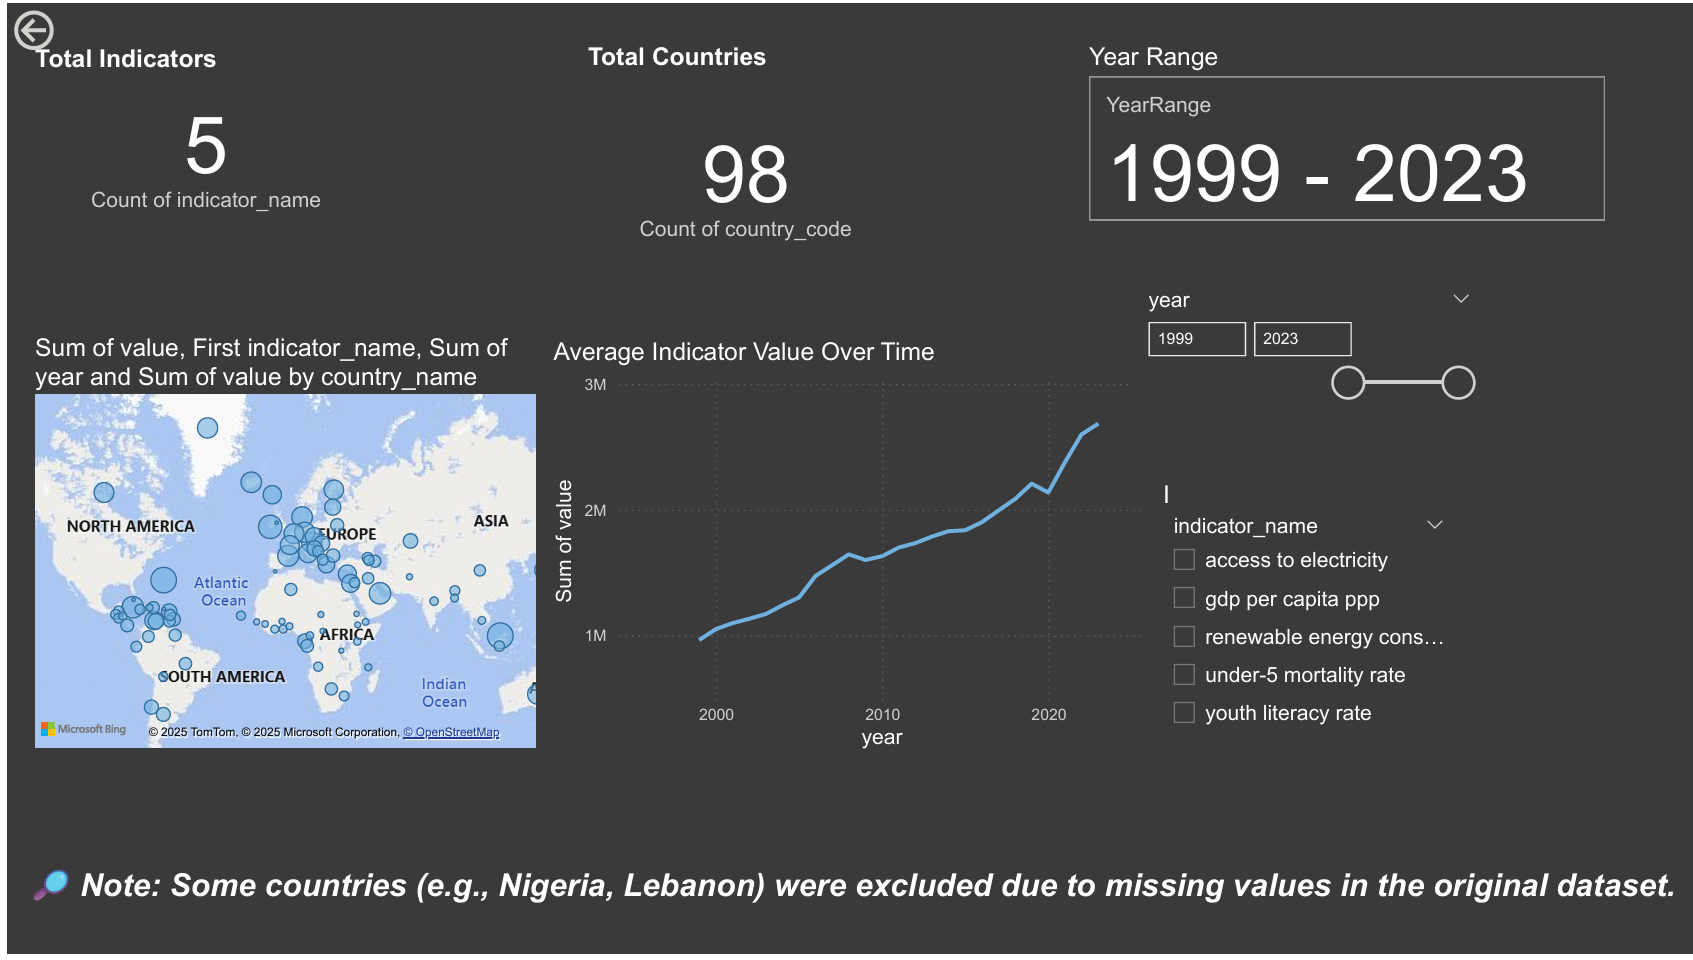 Total Indicators
5
Count of indicator_name
Total Countries
98
Count of country_code
Year Range
YearRange
1999 - 2023
year
1999
2023
Sum of value, First indicator_name, Sum of
year and Sum of value by country_name
NORTH AMERICA
EUROPE
ASIA
Atlantic
Ocean
AFRICA
SOUTH AMERICA
Indian
Ocean
Microsoft Bing
© 2025 TomTom, © 2025 Microsoft Corporation, © OpenStreetMap
Average Indicator Value Over Time
3M
2M
1M
Sum of value
2000
2010
2020
year
I
indicator_name
access to electricity
gdp per capita ppp
renewable energy cons…
under-5 mortality rate
youth literacy rate
Note: Some countries (e.g., Nigeria, Lebanon) were excluded due to missing values in the original dataset.